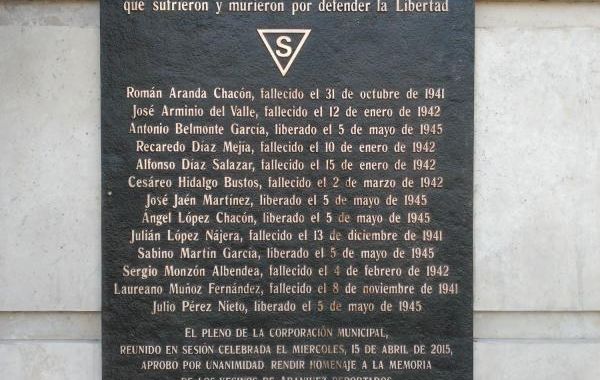 que sufrieron y murieron por defender la Libertad
S
Román Aranda Chacón, fallecido el 31 de octubre de 1941
José Arminio del Valle, fallecido el 12 de enero de 1942
Antonio Belmonte García, liberado el 5 de mayo de 1945
Recaredo Díaz Mejía, fallecido el 10 de enero de 1942
Alfonso Díaz Salazar, fallecido el 15 de enero de 1942
Cesáreo Hidalgo Bustos, fallecido el 2 de marzo de 1942
José Jaén Martínez, liberado el 5 de mayo de 1945
Ángel López Chacón, liberado el 5 de mayo de 1945
Julián López Nájera, fallecido el 13 de diciembre de 1941
Sabino Martín García, liberado el 5 de mayo de 1945
Sergio Monzón Albendea, fallecido el 4 de febrero de 1942
Laureano Muñoz Fernández, fallecido el 8 de noviembre de 1941
Julio Pérez Nieto, liberado el 5 de mayo de 1945
EL PLENO DE LA CORPORACIÓN MUNICIPAL,
REUNIDO EN SESIÓN CELEBRADA EL MIERCOLES, 15 DE ABRIL DE 2015,
APROBÓ POR UNANIMIDAD RENDIR HOMENAJE A LA MEMORIA
DE LOS VECINOS DE ARANJUEZ DEPORTADOS